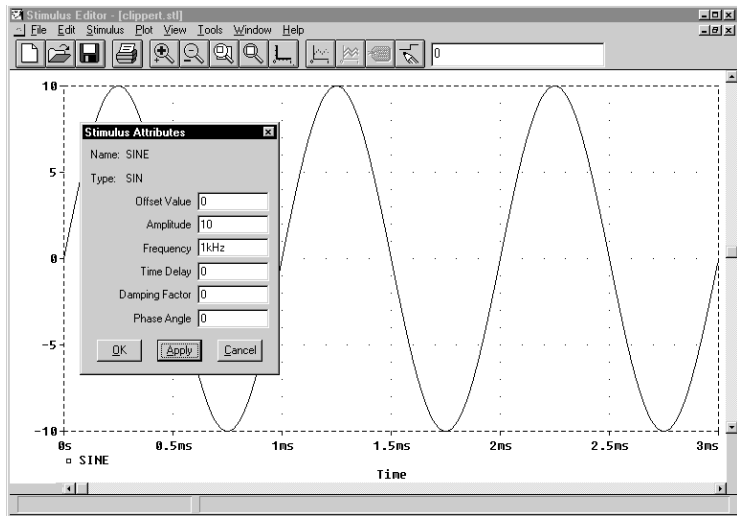 Stimulus Editor - [clippert.stl]
File Edit Stimulus Plot View Tools Window Help
0
10
Stimulus Attributes
Name: SINE
5
Type: SIN
Offset Value 0
Amplitude 10
Frequency 1kHz
0
Time Delay 0
Damping Factor 0
Phase Angle 0
-5
OK Apply Cancel
-10
0s 0.5ms 1ms 1.5ms 2ms 2.5ms 3ms
SINE
Time